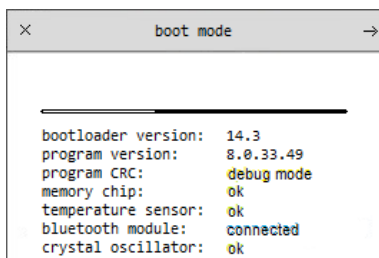 boot mode
bootloader version: 14.3
program version: 8.0.33.49
program CRC: debug mode
memory chip: ok
temperature sensor: ok
bluetooth module: connected
crystal oscillator: ok